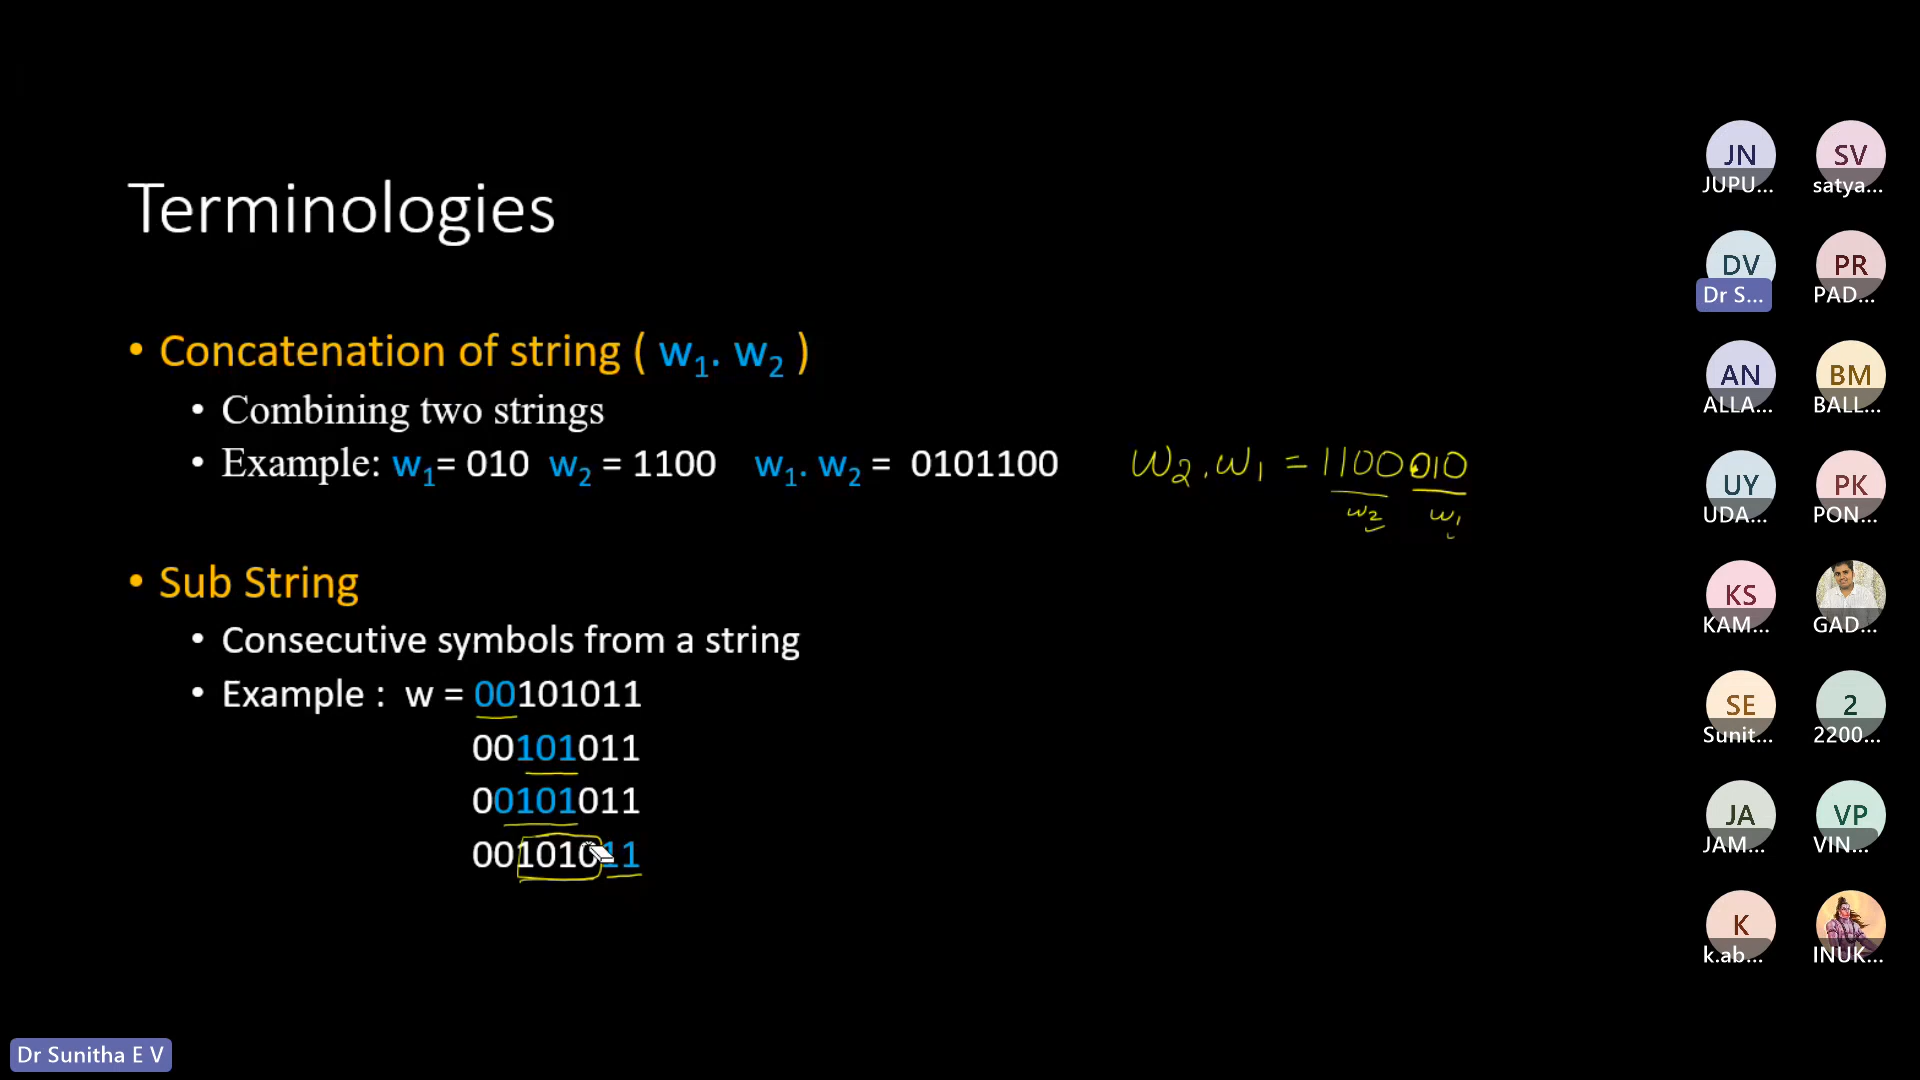 Terminologies
• Concatenation of string ( w₁. w₂ )
• Combining two strings
• Example: w₁= 010 w₂ = 1100 w₁. w₂ = 0101100
w₂.w₁ = 1100010
w₂ w₁
• Sub String
• Consecutive symbols from a string
• Example : w = 00101011
00101011
00101011
00101011
JN
JUPU...
SV
satya...
DV
Dr S...
PR
PAD...
AN
ALLA...
BM
BALL...
UY
UDA...
PK
PON...
KS
KAM...
GAD...
SE
Sunit...
2
2200...
JA
JAM...
VP
VIN...
K
k.ab...
INUK...
Dr Sunitha E V